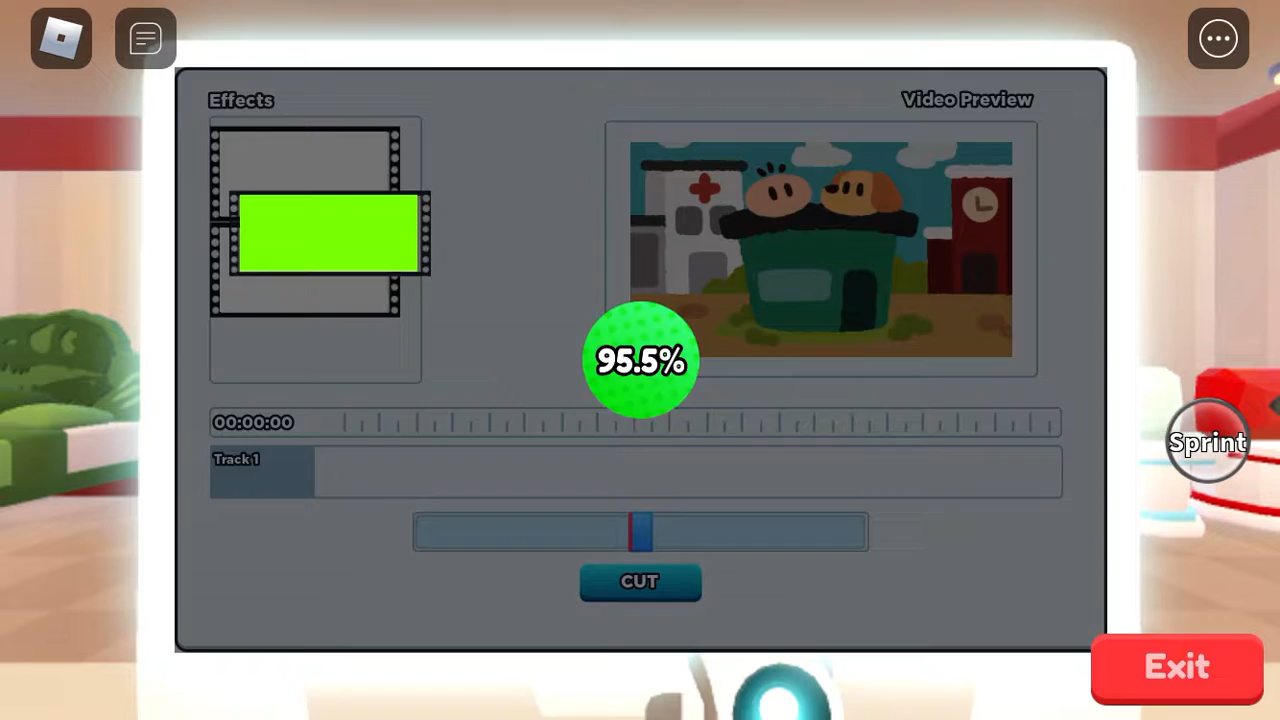 Effects
Video Preview
95.5%
00:00:00
Track 1
Sprint
CUT
Exit